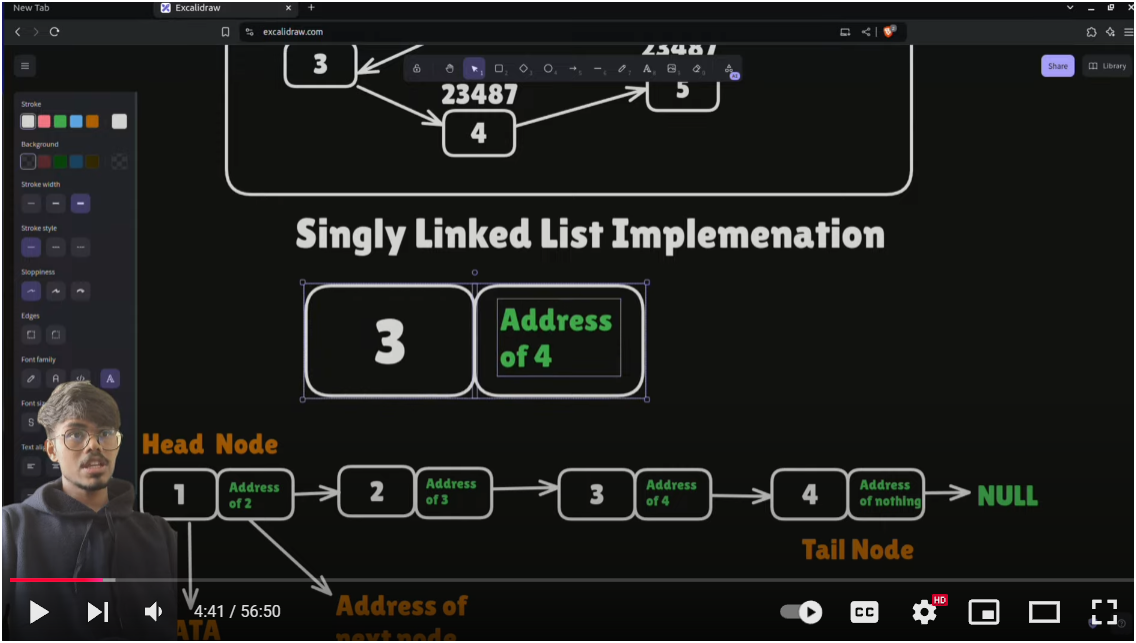 New Tab
Excalidraw
excalidraw.com
Share
Library
3
23487
23487
5
4
Stroke
Background
Stroke width
Stroke style
Sloppiness
Edges
Font family
Font siz
S
Text alig
Singly Linked List Implemenation
3
Address
of 4
Head Node
1
Address
of 2
2
Address
of 3
3
Address
of 4
4
Address
of nothing
NULL
Tail Node
ATA
Address of
next node
4:41 / 56:50
CC
HD